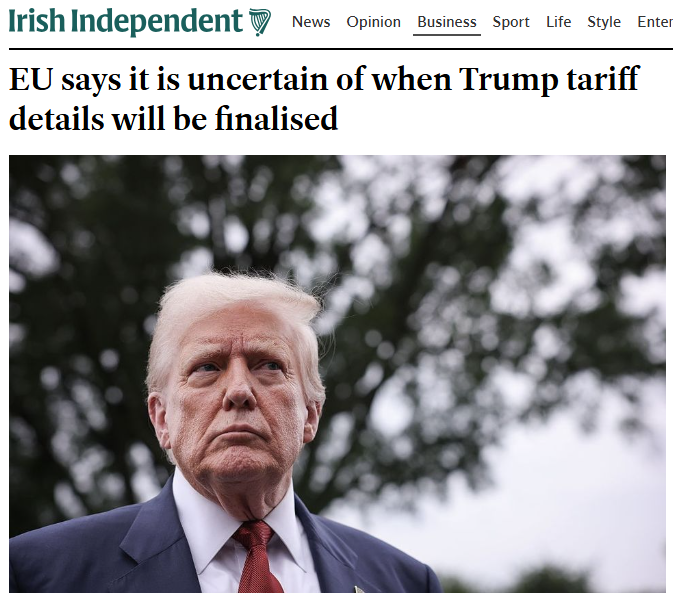 Irish Independent News Opinion Business Sport Life Style Enter
EU says it is uncertain of when Trump tariff
details will be finalised